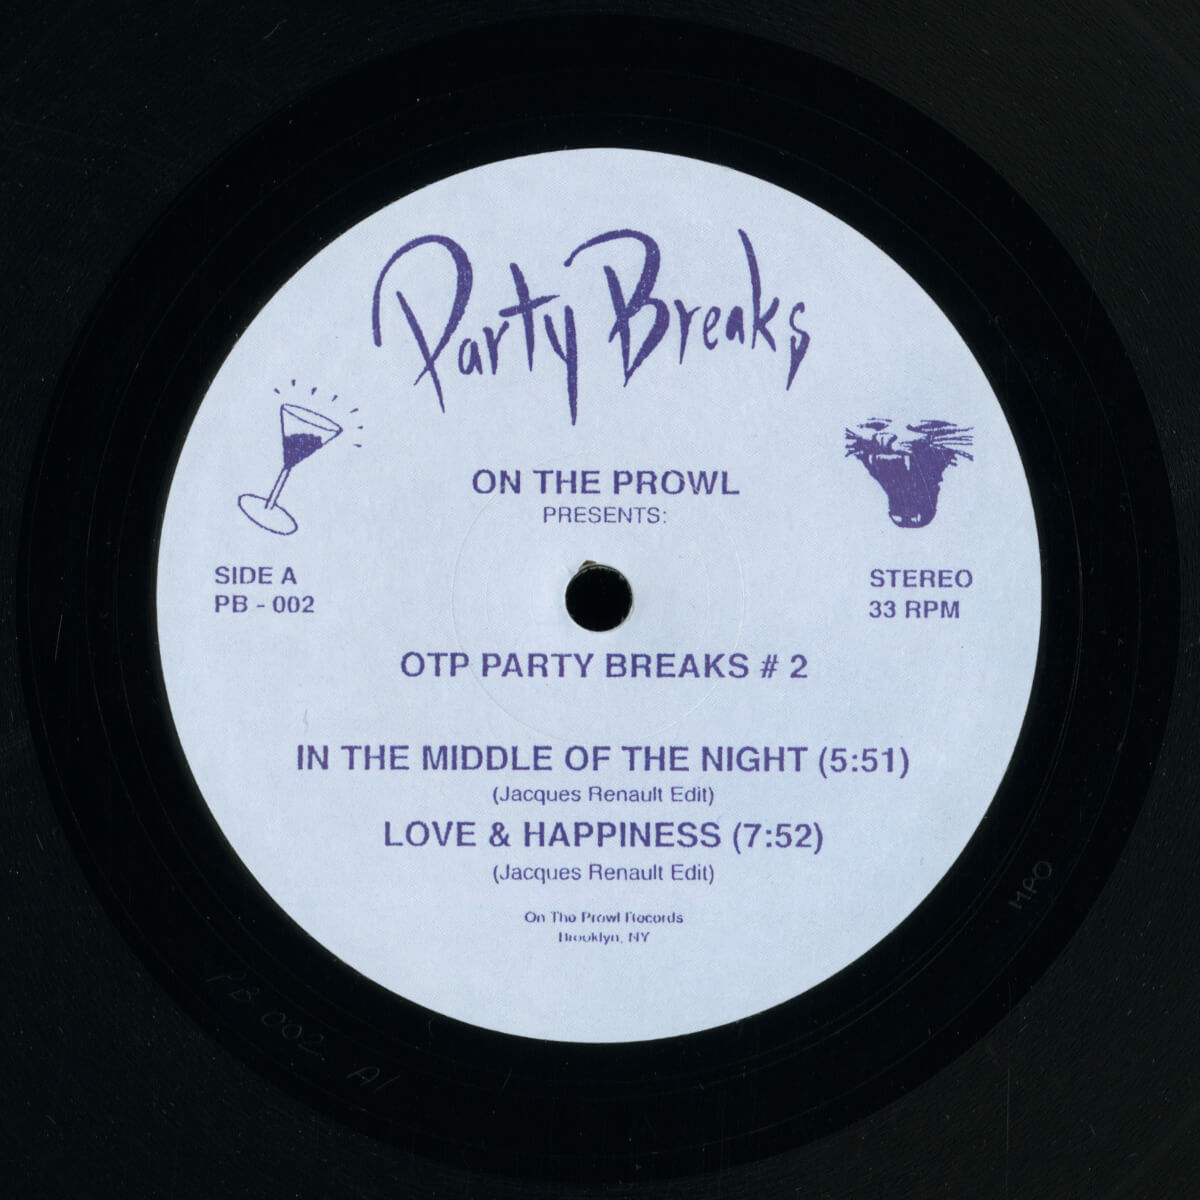 Party Breaks
ON THE PROWL
PRESENTS:
SIDE A
PB - 002
STEREO
33 RPM
OTP PARTY BREAKS # 2
IN THE MIDDLE OF THE NIGHT (5:51)
(Jacques Renault Edit)
LOVE & HAPPINESS (7:52)
(Jacques Renault Edit)
On The Prowl Records
Brooklyn, NY
MPO
PB 002 A1